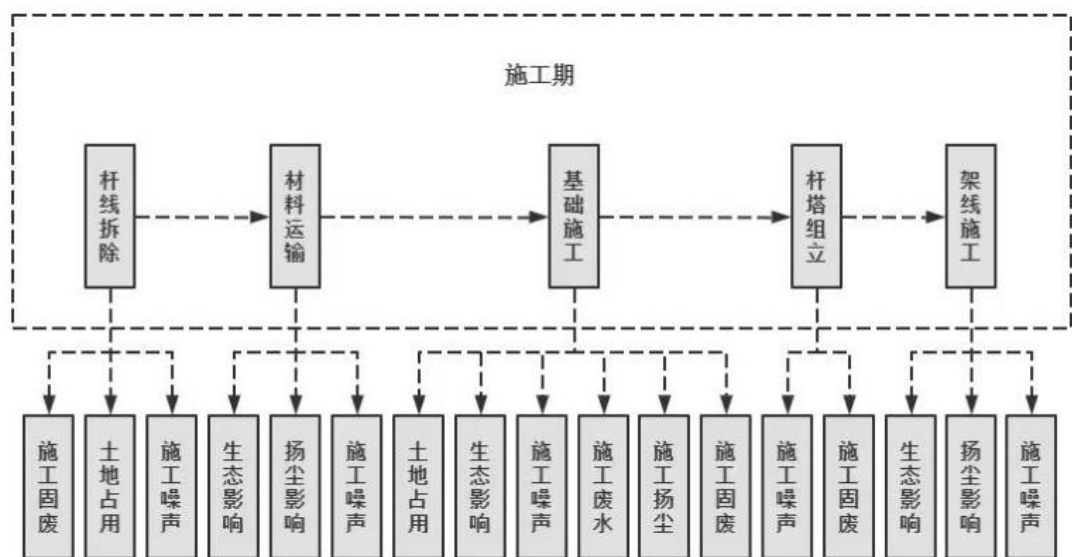 施工期
杆线拆除
材料运输
基础施工
杆塔组立
架线施工
施工固废
土地占用
施工噪声
生态影响
扬尘影响
施工噪声
土地占用
生态影响
施工噪声
施工废水
施工扬尘
施工固废
施工噪声
施工固废
生态影响
扬尘影响
施工噪声